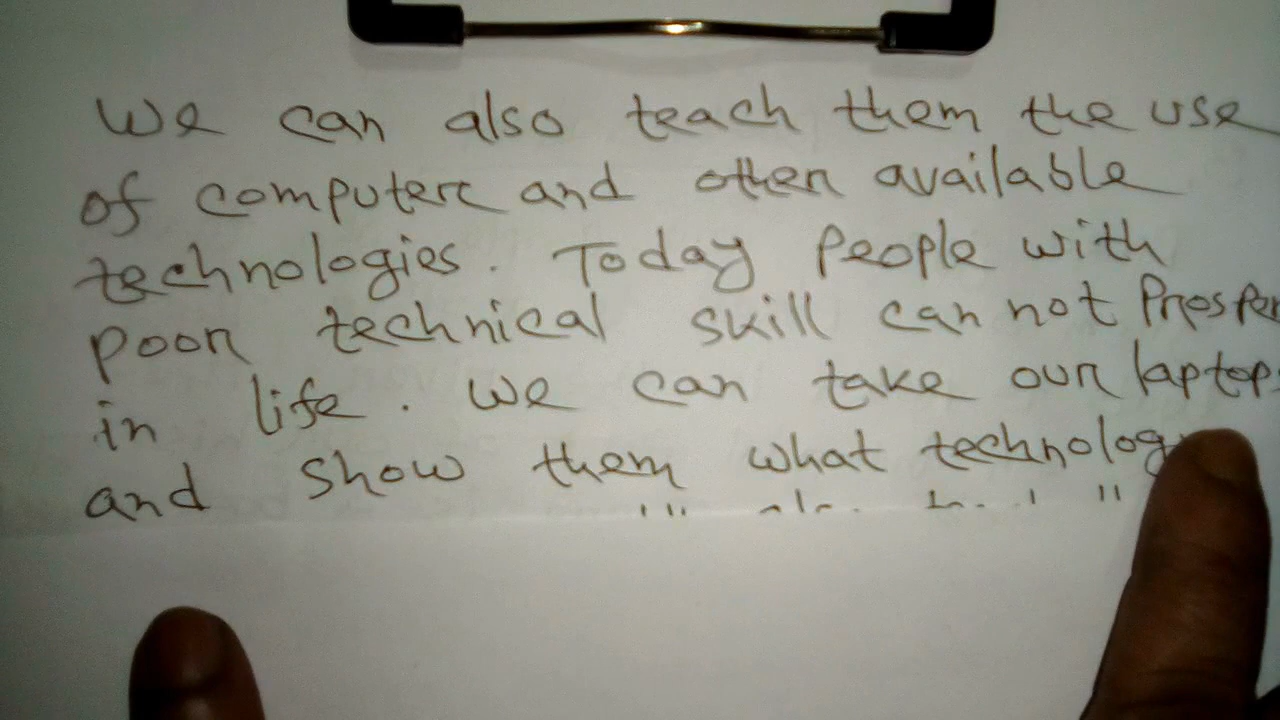 We can also teach them the use
of computer and other available
technologies. Today people with
poor technical skill can not Prosper
in life. We can take our laptops
and show them what technology